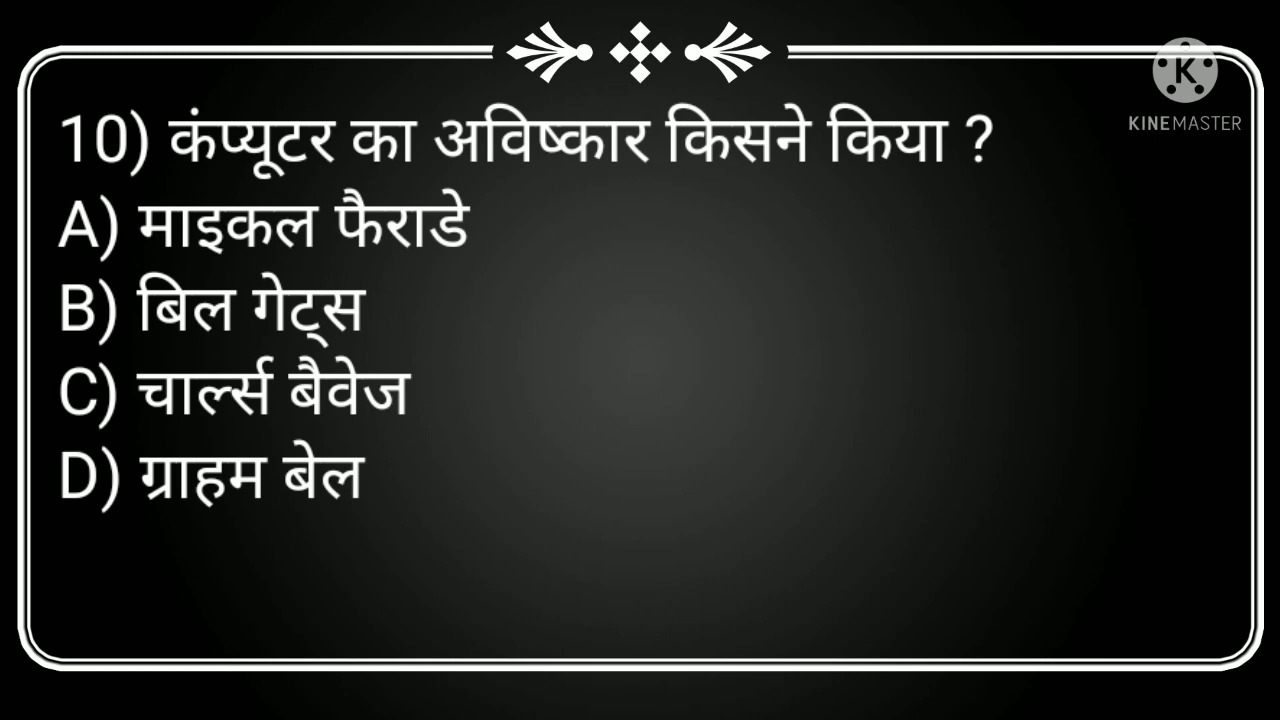 10) कंप्यूटर का अविष्कार किसने किया ?
A) माइकल फैराडे
B) बिल गेट्स
C) चार्ल्स बैवेज
D) ग्राहम बेल
K
KINEMASTER